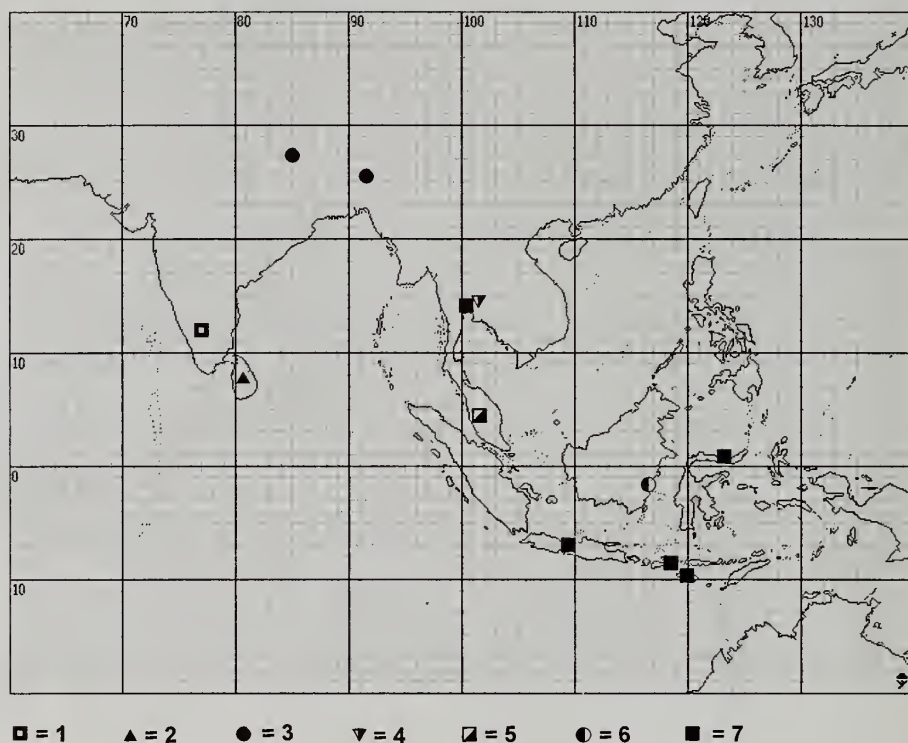 70 80 90 100 110 120 130
30
20
10
0
10
= 1 = 2 = 3 = 4 = 5 = 6 = 7